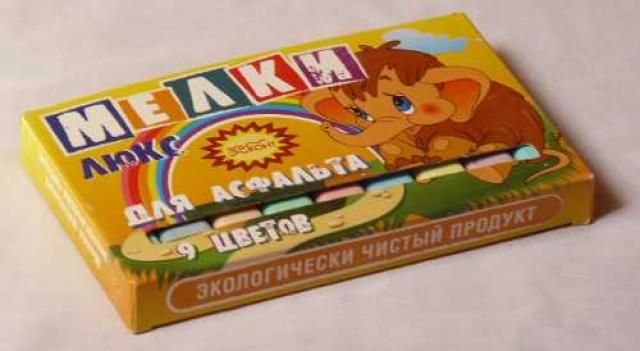 МЕЛКИ
ЛЮКС
ДЛЯ АСФАЛЬТА
9 ЦВЕТОВ
ЭКОЛОГИЧЕСКИ ЧИСТЫЙ ПРОДУКТ